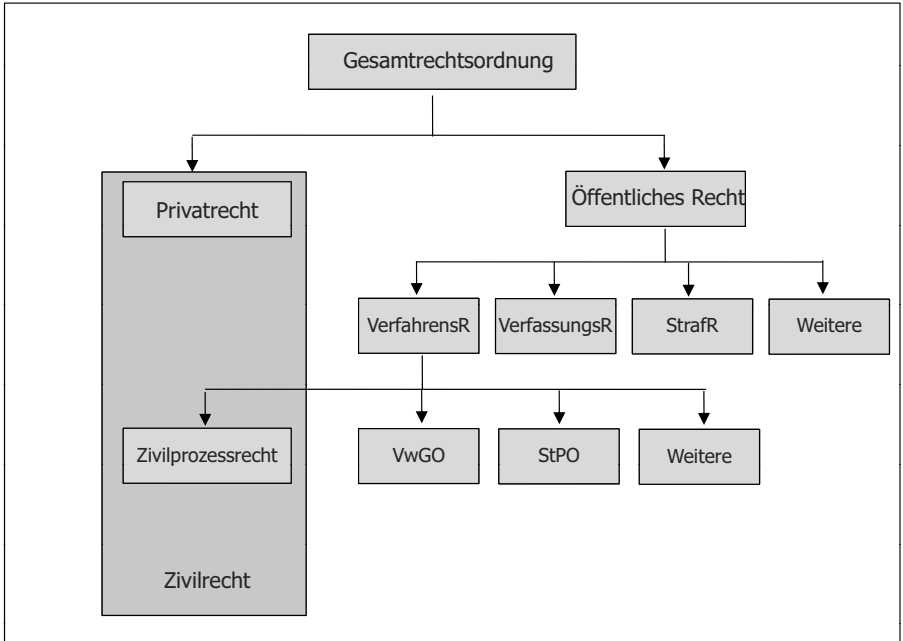 Gesamtrechtsordnung
Privatrecht
Öffentliches Recht
VerfahrensR
VerfassungsR
StrafR
Weitere
Zivilprozessrecht
VwGO
StPO
Weitere
Zivilrecht